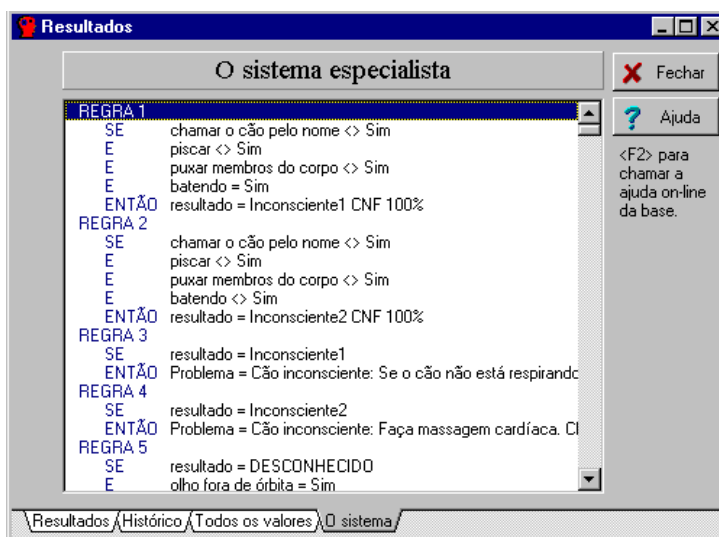 Resultados
O sistema especialista
REGRA 1
SE chamar o cão pelo nome <> Sim
E piscar <> Sim
E puxar membros do corpo <> Sim
E batendo = Sim
ENTÃO resultado = Inconsciente1 CNF 100%
REGRA 2
SE chamar o cão pelo nome <> Sim
E piscar <> Sim
E puxar membros do corpo <> Sim
E batendo <> Sim
ENTÃO resultado = Inconsciente2 CNF 100%
REGRA 3
SE resultado = Inconsciente1
ENTÃO Problema = Cão inconsciente: Se o cão não está respirando
REGRA 4
SE resultado = Inconsciente2
ENTÃO Problema = Cão inconsciente: Faça massagem cardíaca.
REGRA 5
SE resultado = DESCONHECIDO
E olho fora de órbita = Sim
Fechar
Ajuda
<F2> para
chamar a
ajuda on-line
da base.
Resultados Histórico Todos os valores O sistema